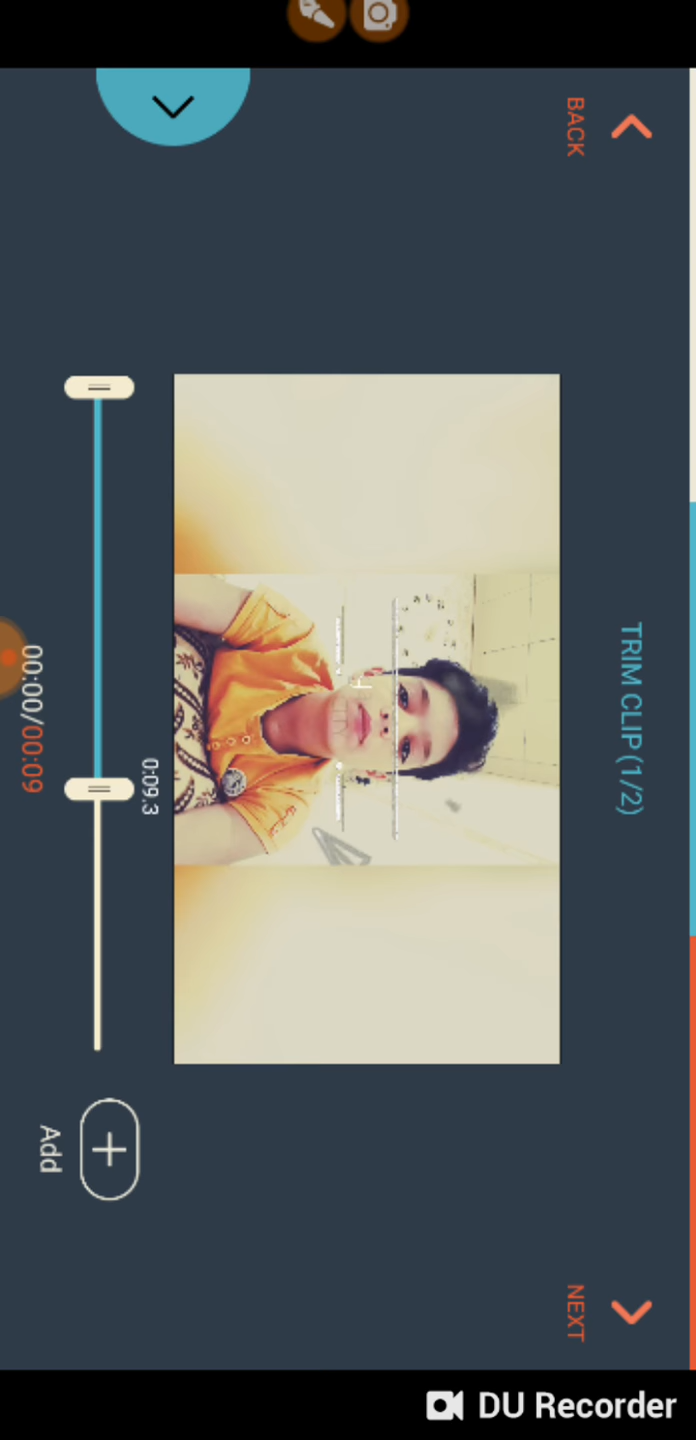 BACK
TRIM CLIP (1/2)
NEXT
0:09.3
00:00/00:09
Add
DU Recorder